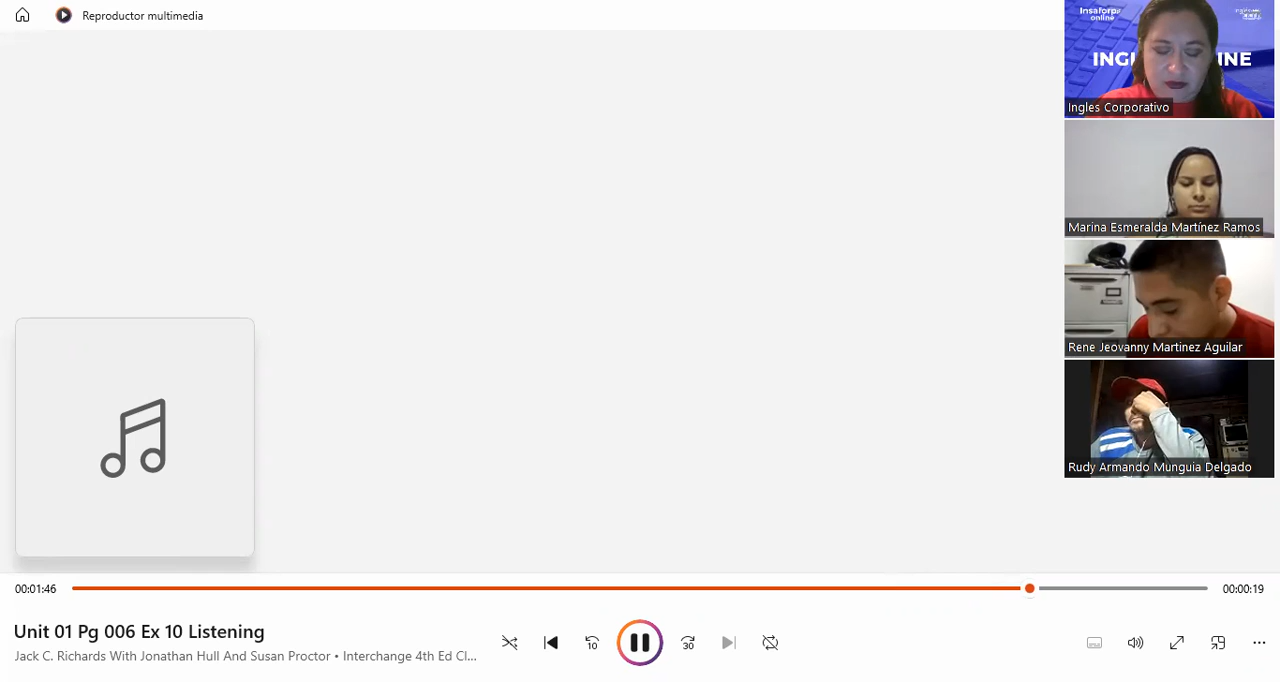 Reproductor multimedia
Insaforp
online
INGL
INE
Ingles Corporativo
Marina Esmeralda Martínez Ramos
Rene Jeovanny Martinez Aguilar
Rudy Armando Munguia Delgado
00:01:46
00:00:19
Unit 01 Pg 006 Ex 10 Listening
Jack C. Richards With Jonathan Hull And Susan Proctor • Interchange 4th Ed Cl...
10
30